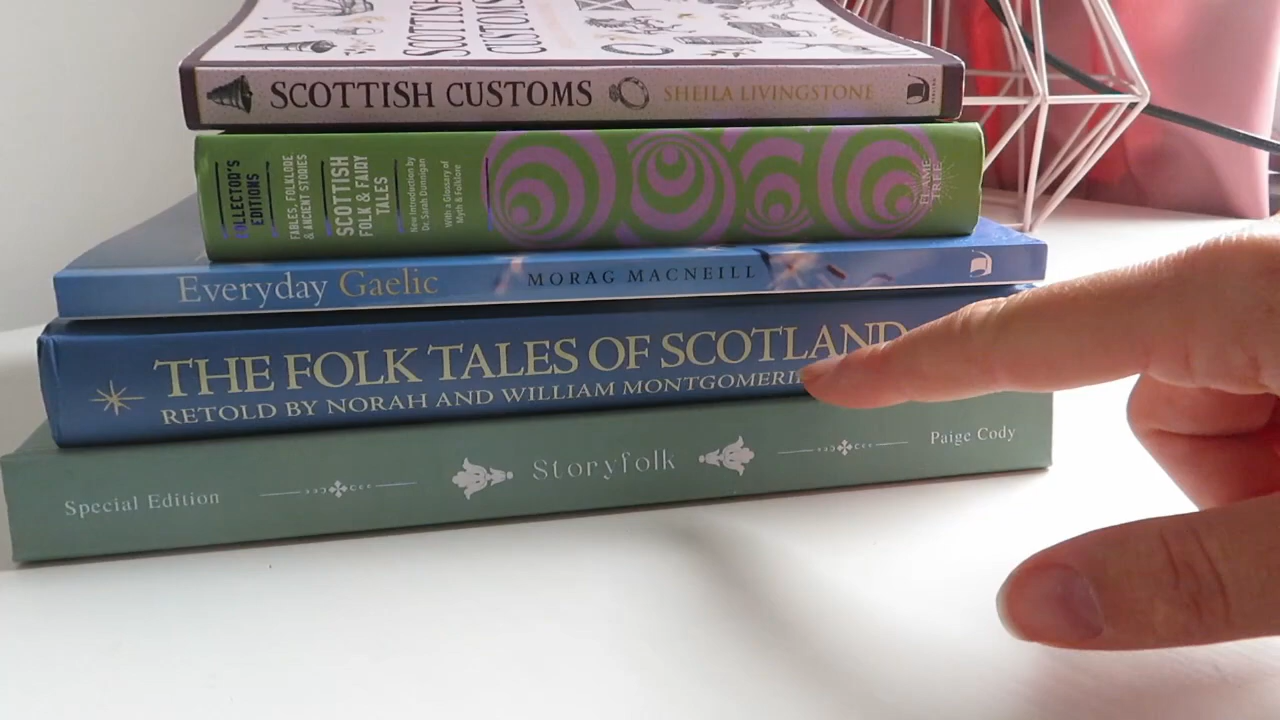 SCOTTISH
CUSTOMS
SCOTTISH CUSTOMS SHEILA LIVINGSTONE
COLLECTOR'S
EDITIONS
FABLES, FOLKLORE
& ANCIENT STORIES
SCOTTISH
FOLK & FAIRY
TALES
New Introduction by
Dr. Sarah Dunnigan
With a Glossary of
Myth & Folklore
FLAME
TREE
Everyday Gaelic MORAG MACNEILL
THE FOLK TALES OF SCOTLAND
RETOLD BY NORAH AND WILLIAM MONTGOMERIE
Special Edition Storyfolk Paige Cody